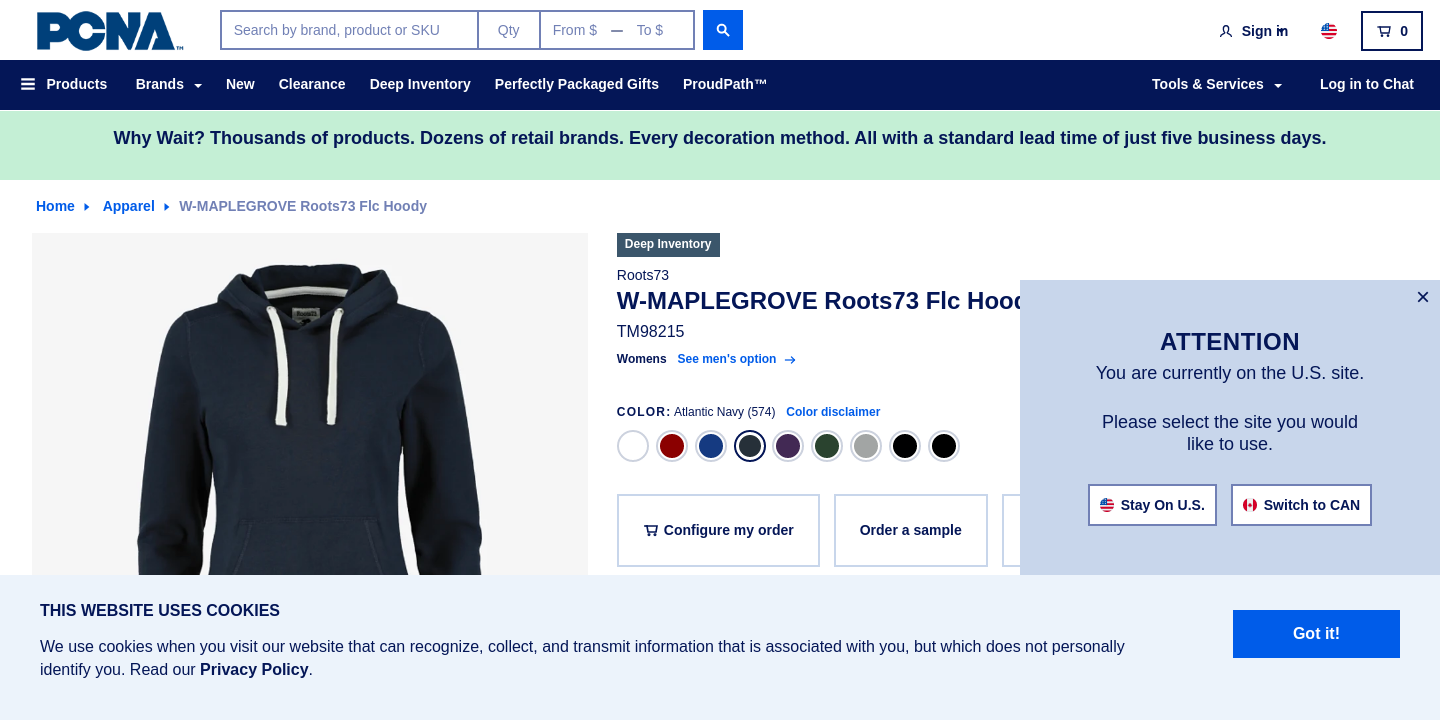 PCNA™
Search by brand, product or SKU
Qty
From $
To $
Sign in
0
Products
Brands
New
Clearance
Deep Inventory
Perfectly Packaged Gifts
ProudPath™
Tools & Services
Log in to Chat
Why Wait? Thousands of products. Dozens of retail brands. Every decoration method. All with a standard lead time of just five business days.
Home
Apparel
W-MAPLEGROVE Roots73 Flc Hoody
Deep Inventory
Roots73
W-MAPLEGROVE Roots73 Flc Hood
TM98215
Womens See men's option
COLOR: Atlantic Navy (574) Color disclaimer
Configure my order
Order a sample
×
ATTENTION
You are currently on the U.S. site.
Please select the site you would
like to use.
Stay On U.S.
Switch to CAN
THIS WEBSITE USES COOKIES
We use cookies when you visit our website that can recognize, collect, and transmit information that is associated with you, but which does not personally
identify you. Read our Privacy Policy.
Got it!